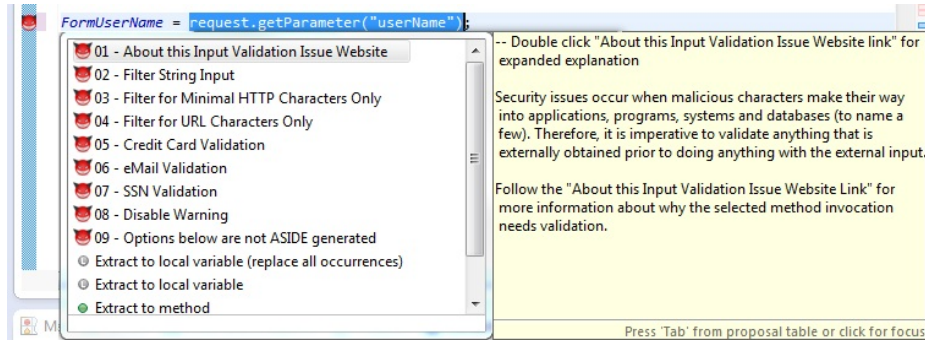 FormUserName = request.getParameter("userName");
01 - About this Input Validation Issue Website
02 - Filter String Input
03 - Filter for Minimal HTTP Characters Only
04 - Filter for URL Characters Only
05 - Credit Card Validation
06 - eMail Validation
07 - SSN Validation
08 - Disable Warning
09 - Options below are not ASIDE generated
Extract to local variable (replace all occurrences)
Extract to local variable
Extract to method
-- Double click "About this Input Validation Issue Website link" for
expanded explanation
Security issues occur when malicious characters make their way
into applications, programs, systems and databases (to name a
few). Therefore, it is imperative to validate anything that is
externally obtained prior to doing anything with the external input.
Follow the "About this Input Validation Issue Website Link" for
more information about why the selected method invocation
needs validation.
Press 'Tab' from proposal table or click for focus